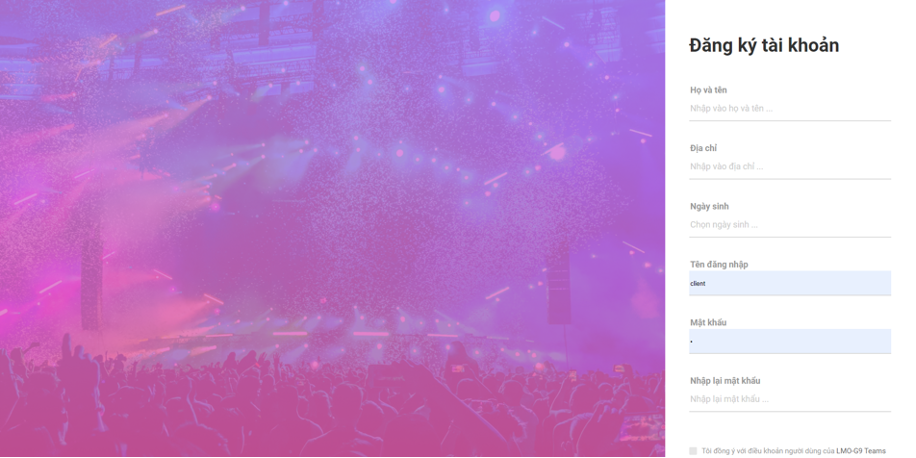 Đăng ký tài khoản
Họ và tên
Nhập vào họ và tên ...
Địa chỉ
Nhập vào địa chỉ ...
Ngày sinh
Chọn ngày sinh ...
Tên đăng nhập
client
Mật khẩu
•
Nhập lại mật khẩu
Nhập lại mật khẩu ...
Tôi đồng ý với điều khoản người dùng của LMO-G9 Teams